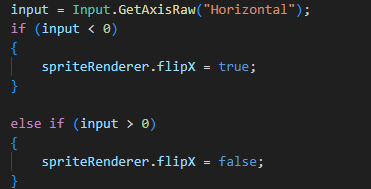 input = Input.GetAxisRaw("Horizontal");
if (input < 0)
{
    spriteRenderer.flipX = true;
}

else if (input > 0)
{
    spriteRenderer.flipX = false;
}